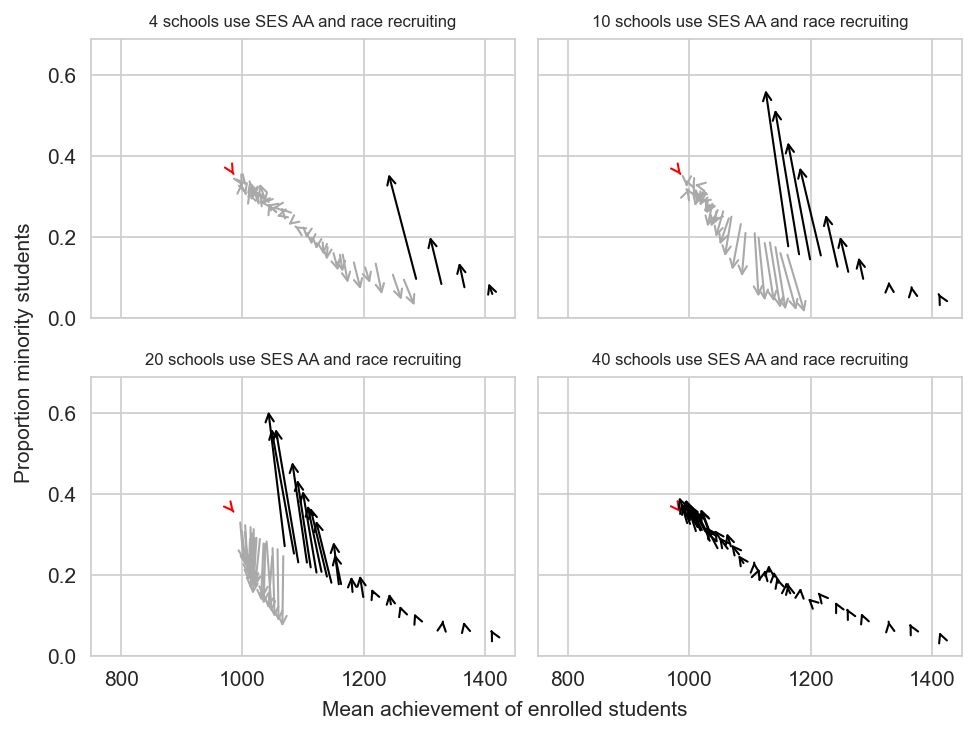 4 schools use SES AA and race recruiting
10 schools use SES AA and race recruiting
0.6
0.4
0.2
0.0
20 schools use SES AA and race recruiting
40 schools use SES AA and race recruiting
0.6
0.4
0.2
0.0
Proportion minority students
800
1000
1200
1400
800
1000
1200
1400
Mean achievement of enrolled students